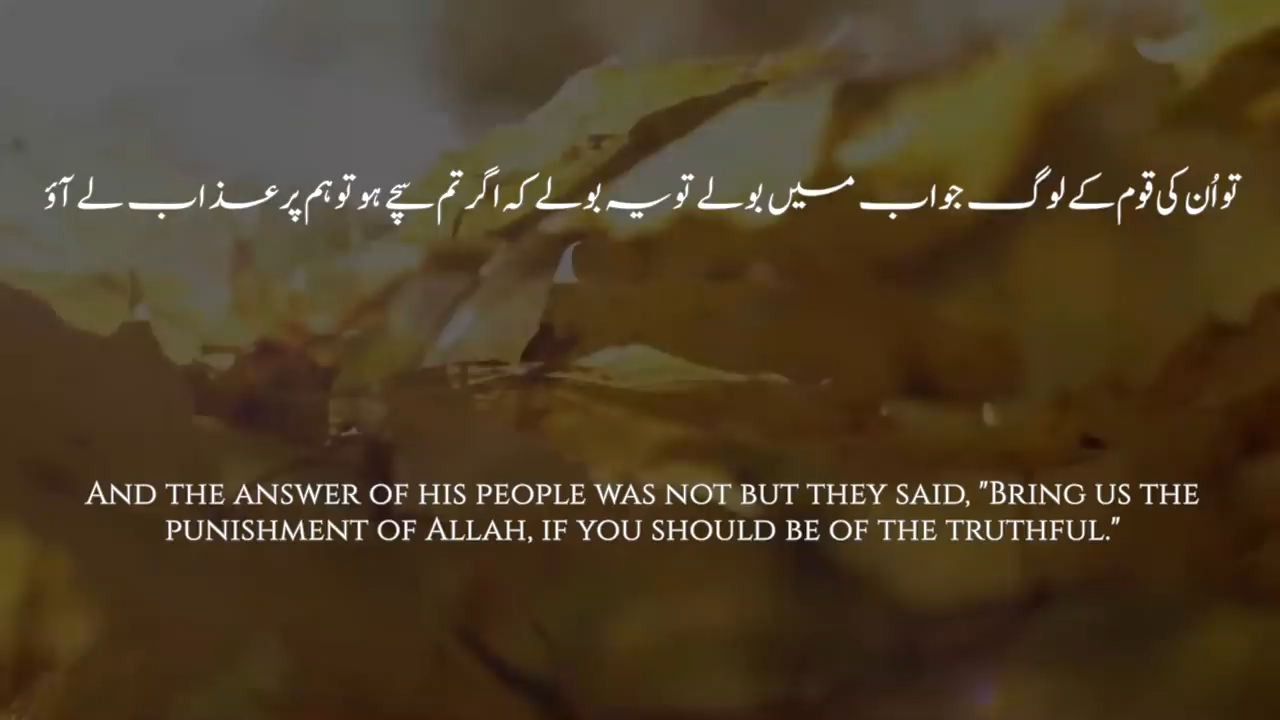 تو اُن کی قوم کے لوگ جواب میں بولے تو یہ بولے کہ اگر تم سچے ہو تو ہم پر عذاب لے آؤ
And the answer of his people was not but they said, "Bring us the
punishment of Allah, if you should be of the truthful."